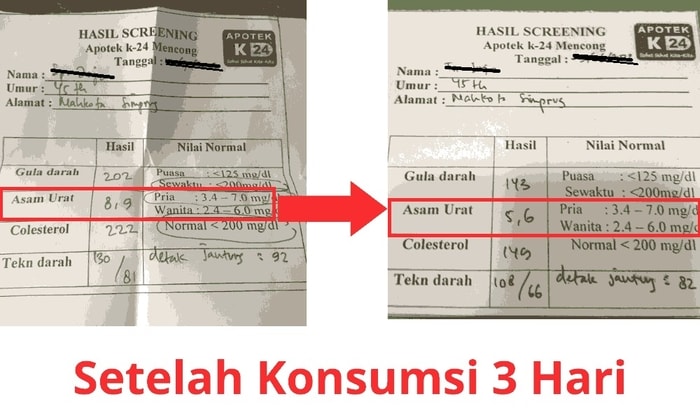 HASIL SCREENING
Apotek k-24 Mencong
Tanggal :
APOTEK
K 24
Nama :
Umur : 45 th
Alamat : Mahkota Simprug
Hasil
Nilai Normal
Gula darah 202 Puasa : <125 mg/dl
Sewaktu : <200mg/dl
Asam Urat 8,9 Pria : 3.4 – 7.0 mg/d
Wanita : 2.4 – 6.0 mg/
Colesterol 222 Normal < 200 mg/dl
Tekn darah 130/81 detak jantung : 92
HASIL SCREENING
Apotek k-24 Mencong
Tanggal :
APOTEK
K 24
Nama :
Umur : 45 th
Alamat : Mahkota Simprug
Hasil
Nilai Normal
Gula darah 143 Puasa : <125 mg/dl
Sewaktu : <200mg/dl
Asam Urat 5,6 Pria : 3.4 – 7.0 mg/d
Wanita : 2.4 – 6.0 mg/d
Colesterol 149 Normal < 200 mg/dl
Tekn darah 108/66 detak jantung : 82
Setelah Konsumsi 3 Hari